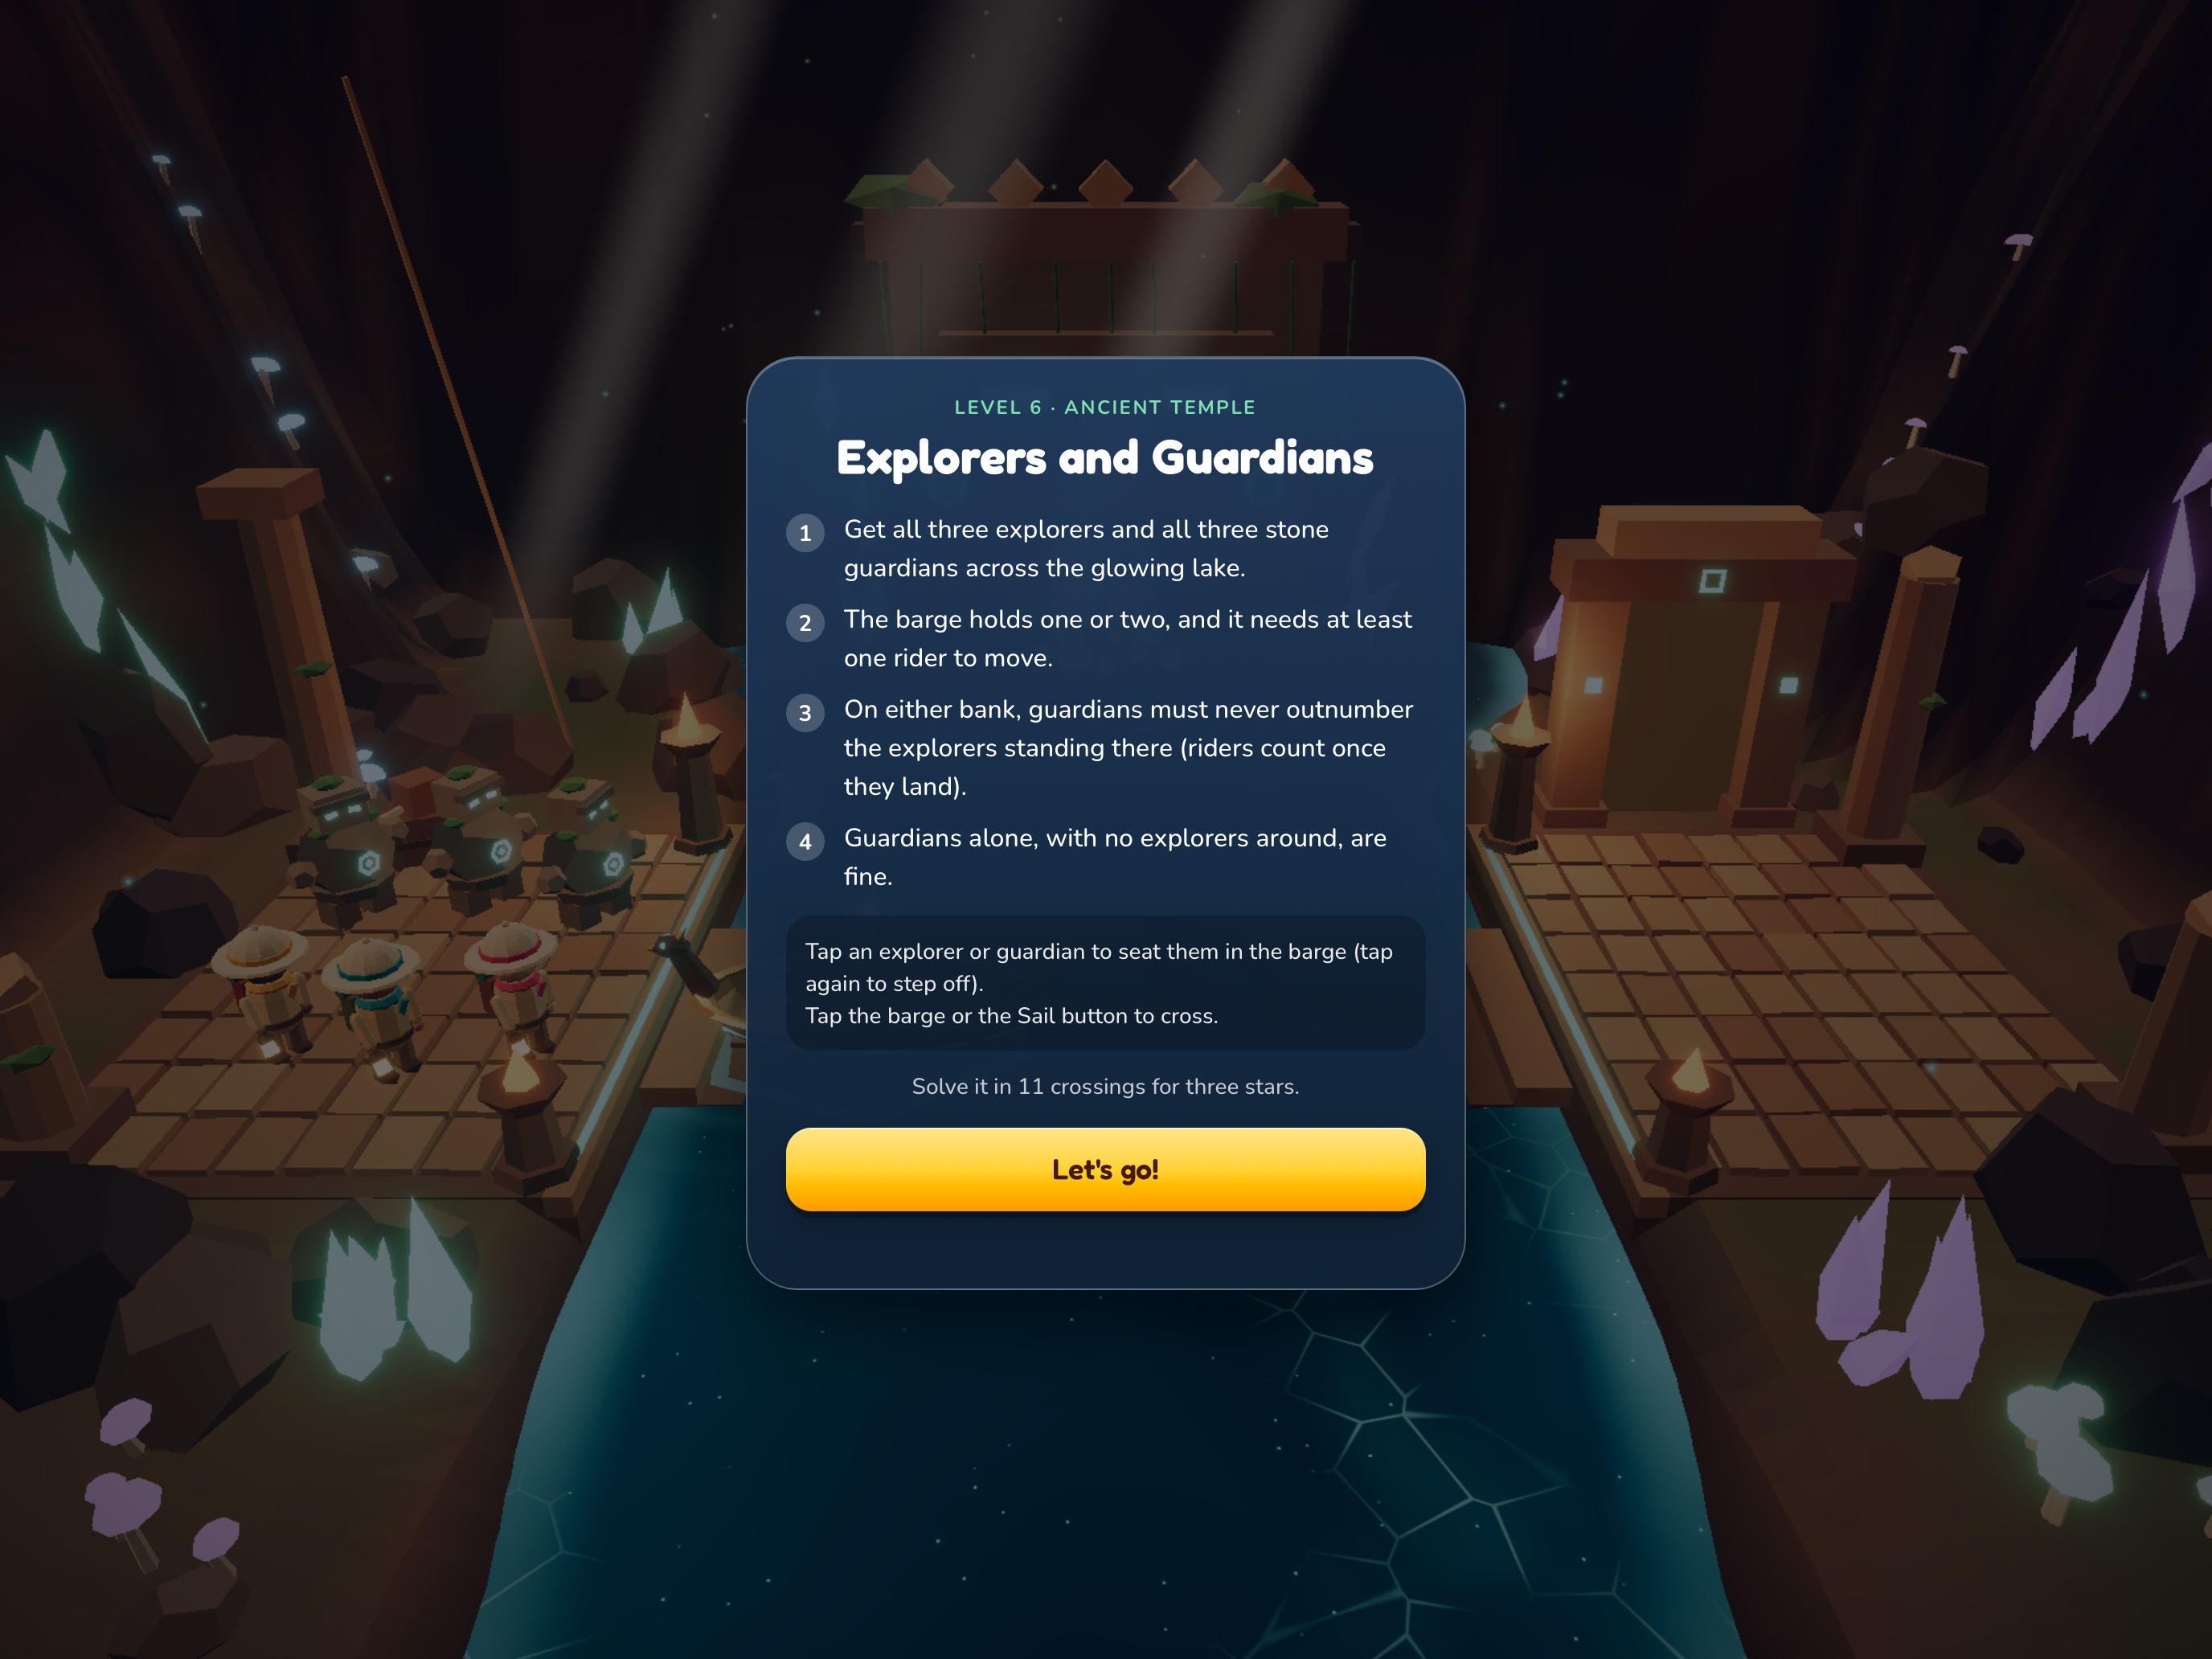 LEVEL 6 · ANCIENT TEMPLE
Explorers and Guardians
1 Get all three explorers and all three stone
guardians across the glowing lake.
2 The barge holds one or two, and it needs at least
one rider to move.
3 On either bank, guardians must never outnumber
the explorers standing there (riders count once
they land).
4 Guardians alone, with no explorers around, are
fine.
Tap an explorer or guardian to seat them in the barge (tap
again to step off).
Tap the barge or the Sail button to cross.
Solve it in 11 crossings for three stars.
Let's go!